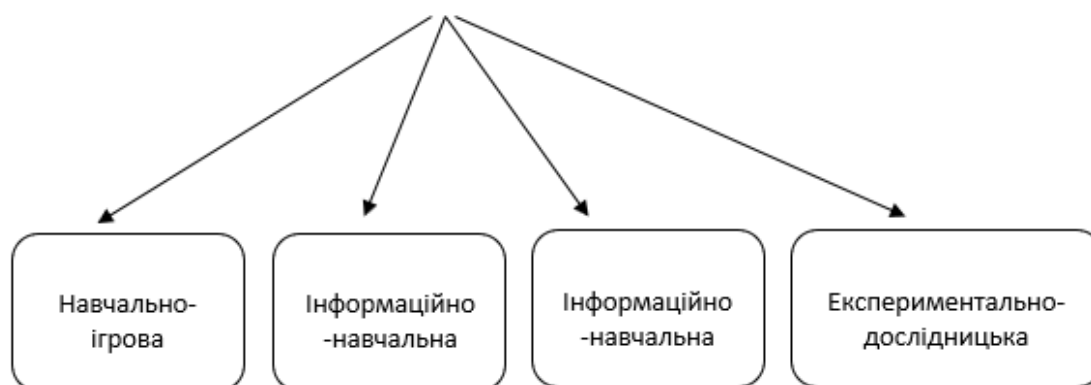 Навчально-
ігрова
Інформаційно
-навчальна
Інформаційно
-навчальна
Експериментально-
дослідницька